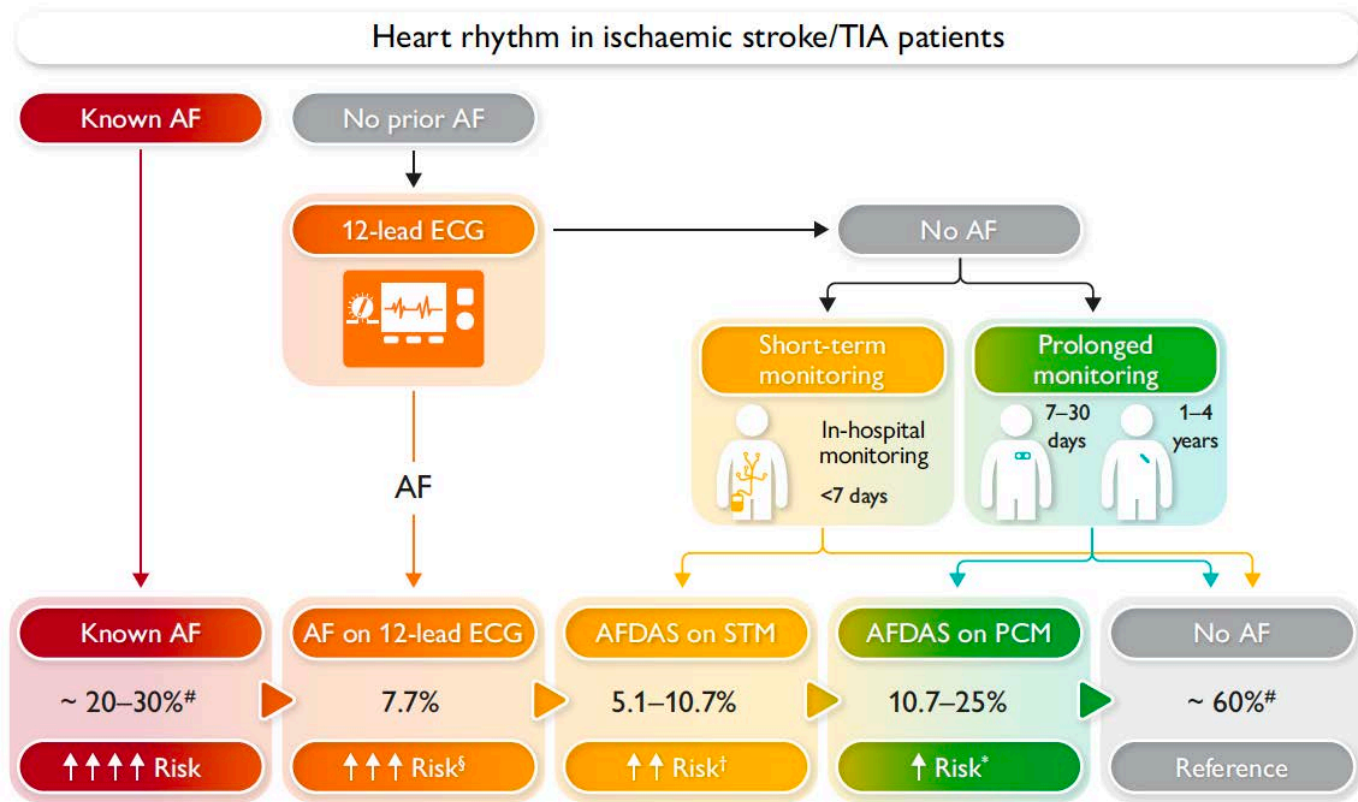 Heart rhythm in ischaemic stroke/TIA patients
Known AF
No prior AF
12-lead ECG
No AF
Short-term
monitoring
In-hospital
monitoring
<7 days
Prolonged
monitoring
7–30
days
1–4
years
AF
Known AF
~ 20–30%#
↑↑↑↑ Risk
AF on 12-lead ECG
7.7%
↑↑↑ Risk§
AFDAS on STM
5.1–10.7%
↑↑ Risk†
AFDAS on PCM
10.7–25%
↑ Risk*
No AF
~ 60%#
Reference